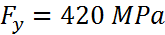 F_y = 420 MPa